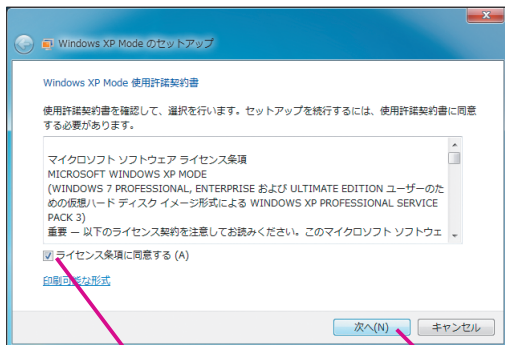 Windows XP Mode のセットアップ
Windows XP Mode 使用許諾契約書
使用許諾契約書を確認して、選択を行います。セットアップを続行するには、使用許諾契約書に同意
する必要があります。
マイクロソフト ソフトウェア ライセンス条項
MICROSOFT WINDOWS XP MODE
(WINDOWS 7 PROFESSIONAL, ENTERPRISE および ULTIMATE EDITION ユーザーのた
めの仮想ハード ディスク イメージ形式による WINDOWS XP PROFESSIONAL SERVICE
PACK 3)
重要 — 以下のライセンス契約を注意してお読みください。このマイクロソフト ソフトウェ
ライセンス条項に同意する (A)
印刷可能な形式
次へ(N) キャンセル